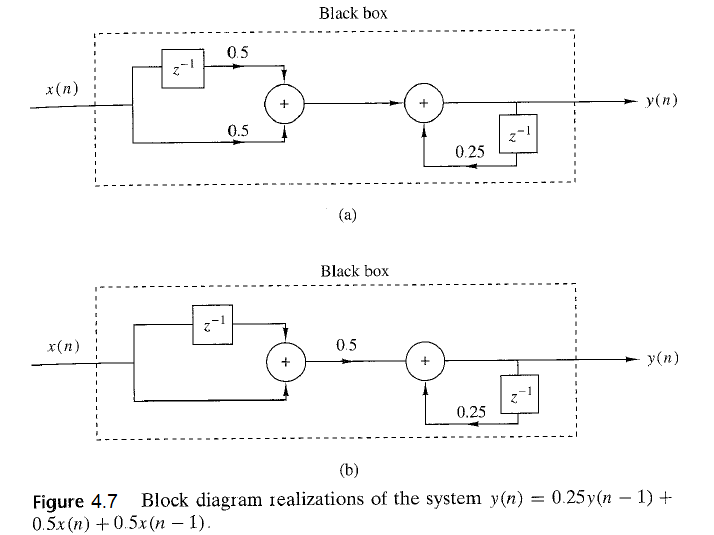 Black box
0.5
z⁻¹
x(n)
+
+
y(n)
0.5
z⁻¹
0.25
(a)
Black box
z⁻¹
x(n)
0.5
+
+
y(n)
z⁻¹
0.25
(b)
Figure 4.7 Block diagram realizations of the system y(n) = 0.25y(n − 1) +
0.5x(n) + 0.5x(n − 1).